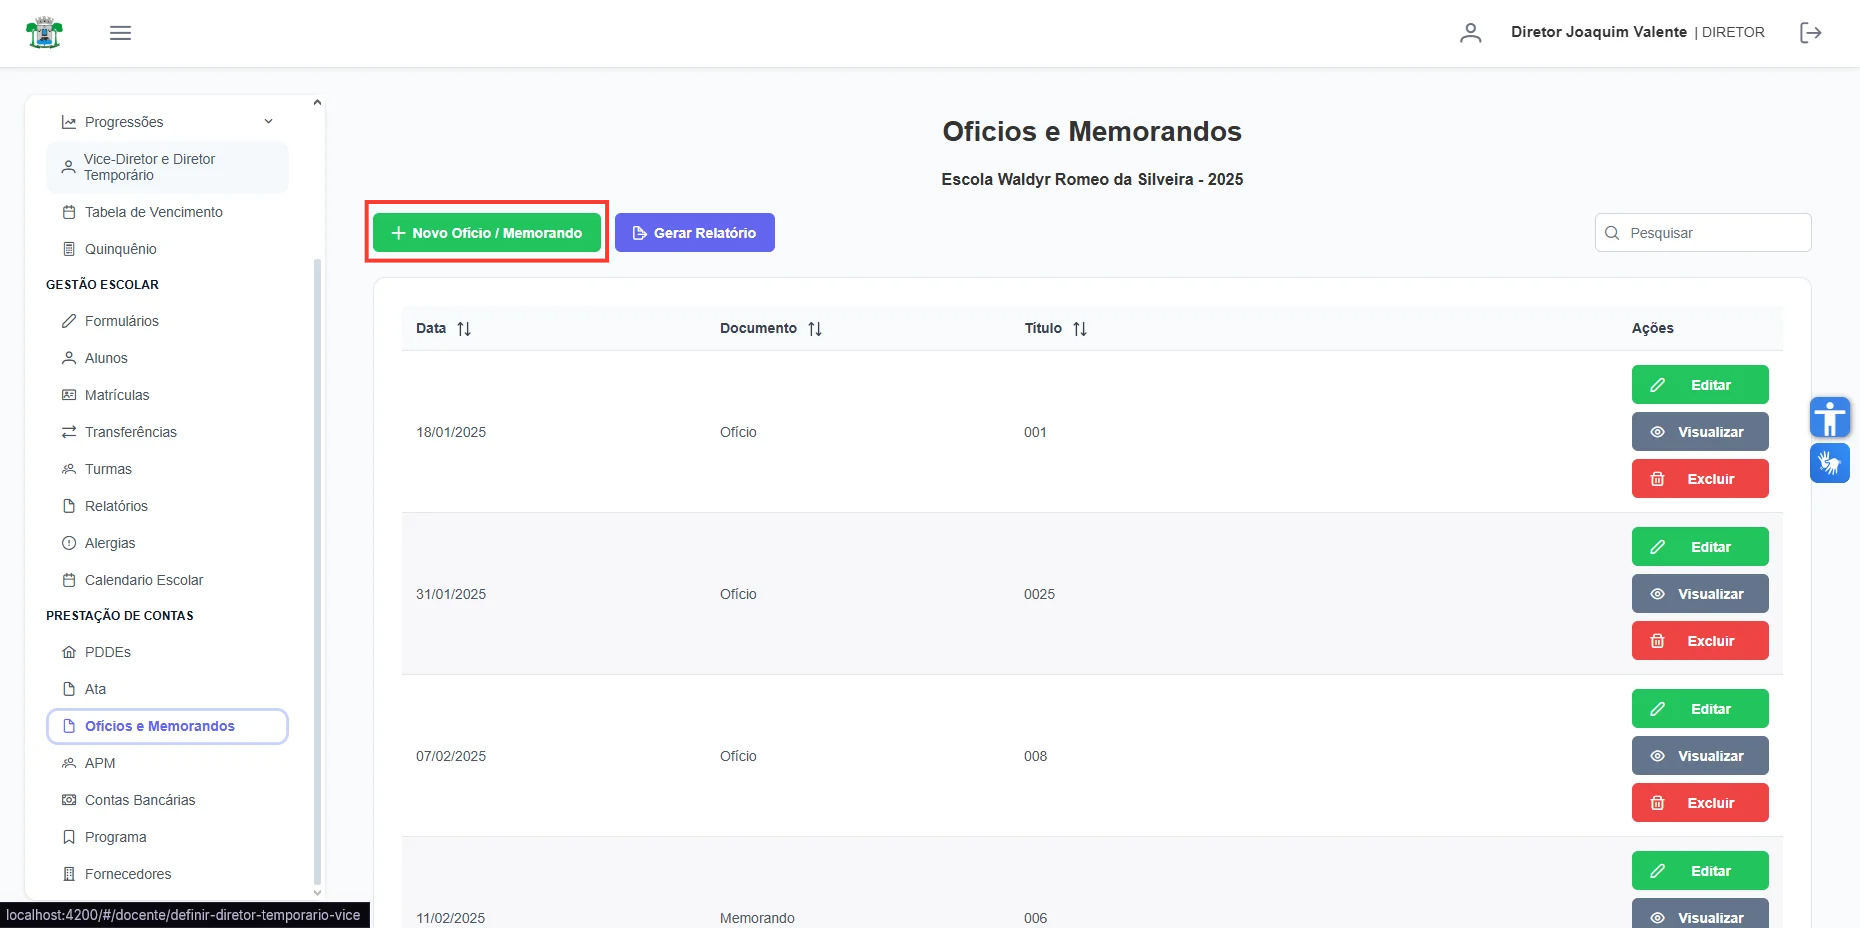 Diretor Joaquim Valente | DIRETOR
Progressões
Vice-Diretor e Diretor
Temporário
Tabela de Vencimento
Quinquênio
GESTÃO ESCOLAR
Formulários
Alunos
Matrículas
Transferências
Turmas
Relatórios
Alergias
Calendario Escolar
PRESTAÇÃO DE CONTAS
PDDEs
Ata
Ofícios e Memorandos
APM
Contas Bancárias
Programa
Fornecedores
localhost:4200/#/docente/definir-diretor-temporario-vice
Ofícios e Memorandos
Escola Waldyr Romeo da Silveira - 2025
Novo Ofício / Memorando
Gerar Relatório
Pesquisar
Data Documento Título Ações
18/01/2025 Ofício 001
Editar
Visualizar
Excluir
31/01/2025 Ofício 0025
Editar
Visualizar
Excluir
07/02/2025 Ofício 008
Editar
Visualizar
Excluir
11/02/2025 Memorando 006
Editar
Visualizar